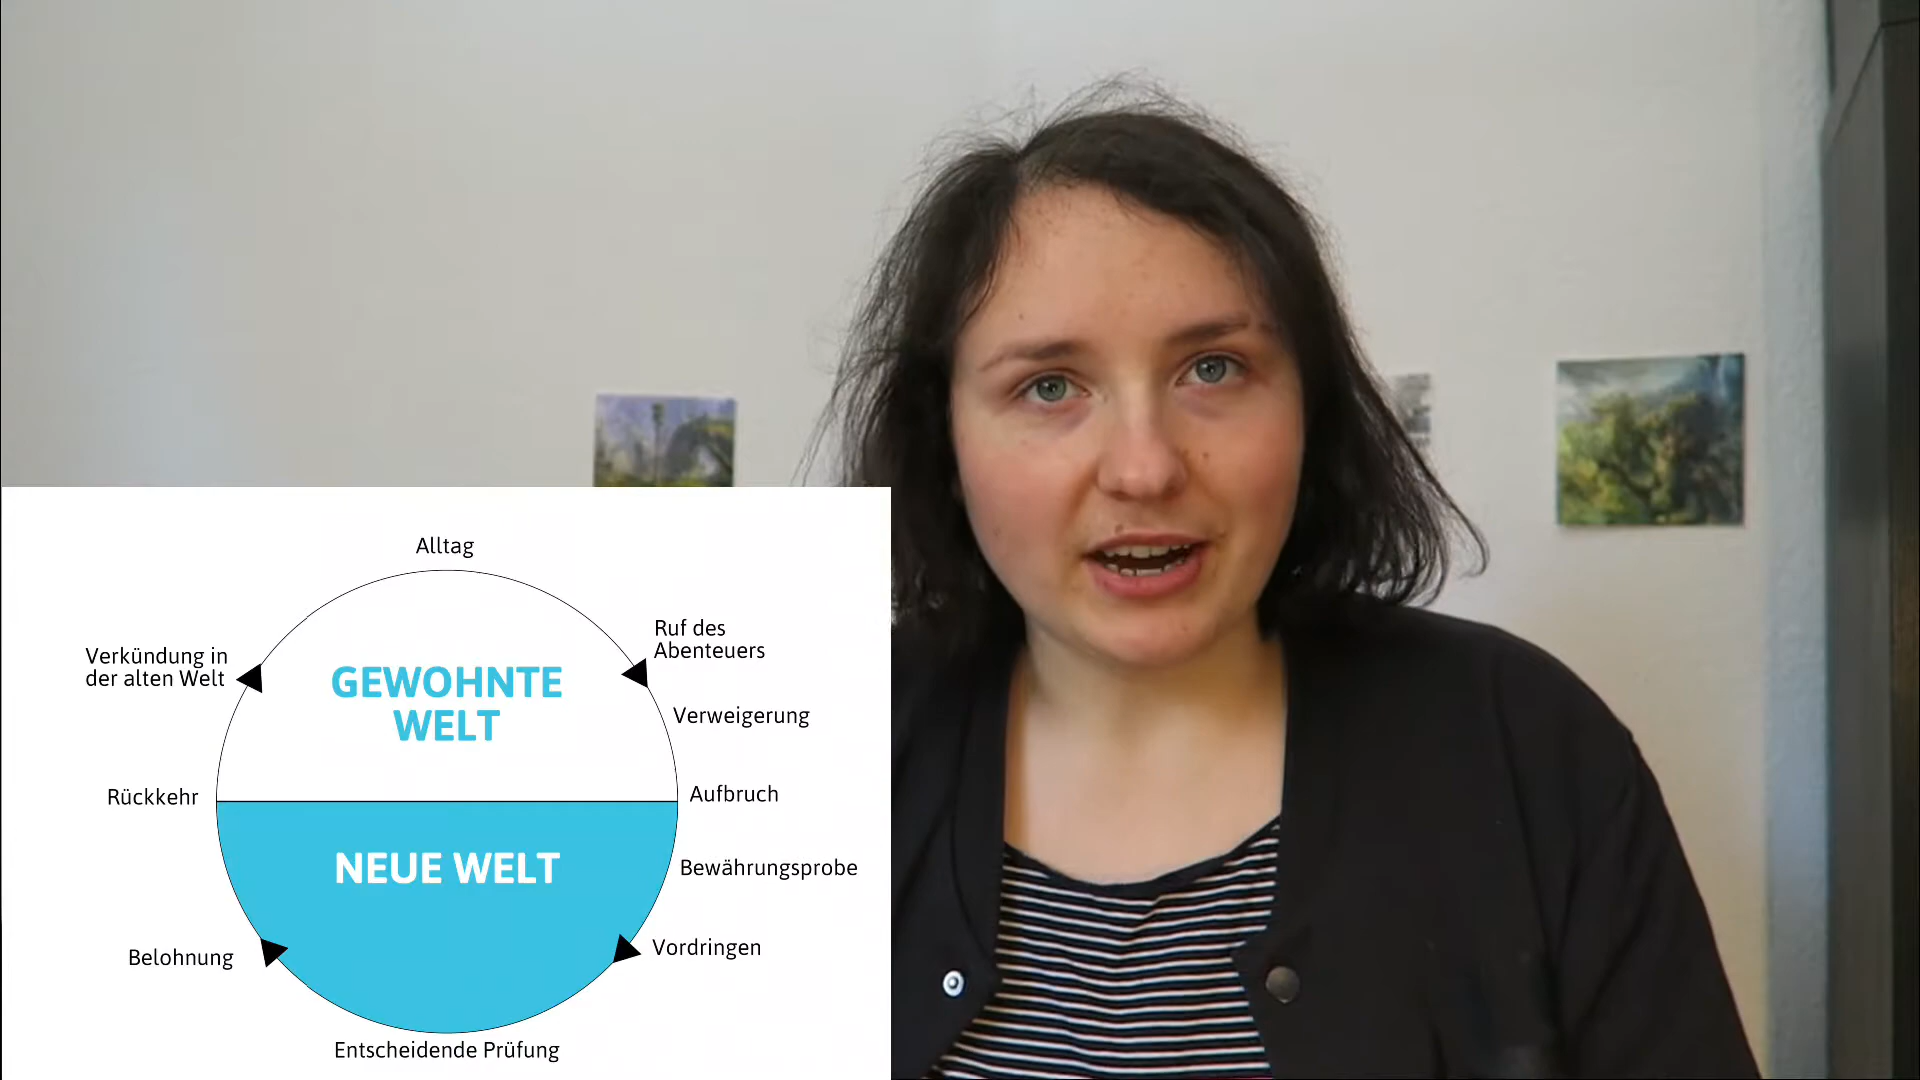 Alltag
Ruf des
Abenteuers
Verkündung in
der alten Welt
GEWOHNTE
WELT
Verweigerung
Rückkehr
Aufbruch
NEUE WELT
Bewährungsprobe
Vordringen
Belohnung
Entscheidende Prüfung